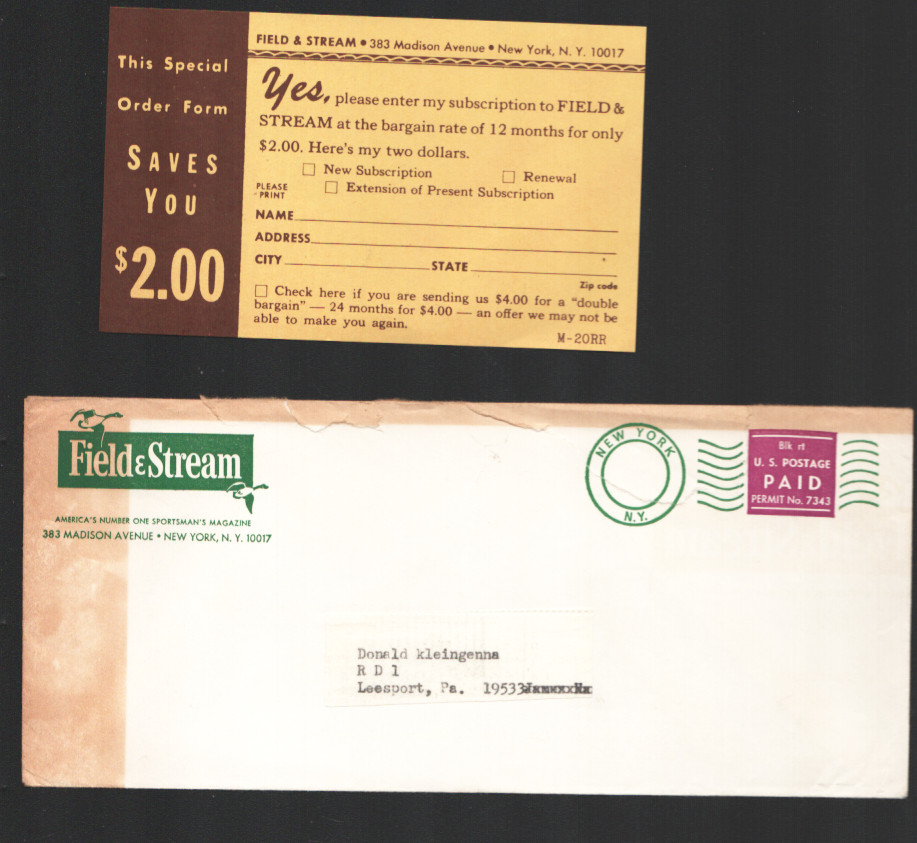 This Special
Order Form
SAVES
YOU
$2.00
FIELD & STREAM • 383 Madison Avenue • New York, N. Y. 10017
Yes, please enter my subscription to FIELD &
STREAM at the bargain rate of 12 months for only
$2.00. Here's my two dollars.
New Subscription Renewal
PLEASE
PRINT
Extension of Present Subscription
NAME
ADDRESS
CITY STATE
Zip code
Check here if you are sending us $4.00 for a "double
bargain" — 24 months for $4.00 — an offer we may not be
able to make you again.
M-20RR
Field & Stream
AMERICA'S NUMBER ONE SPORTSMAN'S MAGAZINE
383 MADISON AVENUE • NEW YORK, N. Y. 10017
NEW YORK
N.Y.
Blk rt
U. S. POSTAGE
PAID
PERMIT No. 7343
Donald kleingenna
R D 1
Leesport, Pa. 19533